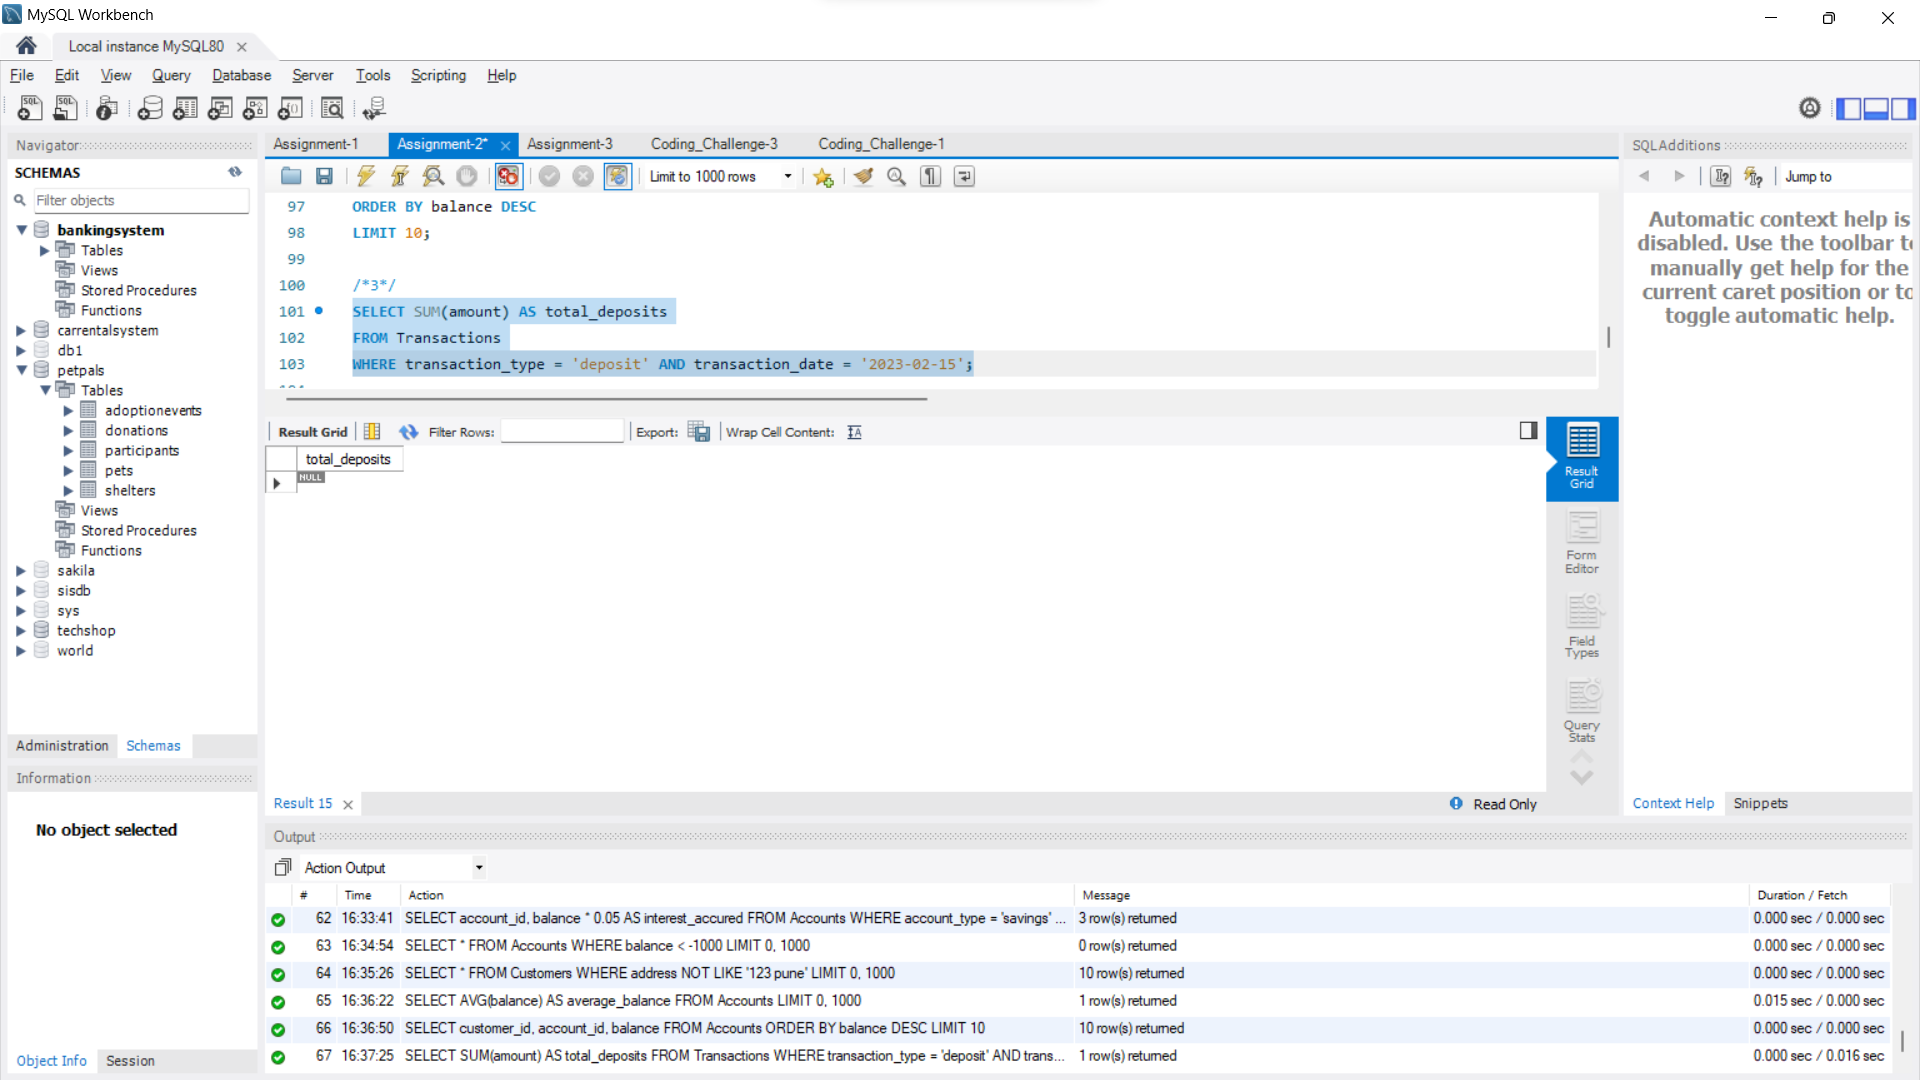 MySQL Workbench
Local instance MySQL80
File Edit View Query Database Server Tools Scripting Help
Navigator
SCHEMAS
Filter objects
bankingsystem
Tables
Views
Stored Procedures
Functions
carrentalsystem
db1
petpals
Tables
adoptionevents
donations
participants
pets
shelters
Views
Stored Procedures
Functions
sakila
sisdb
sys
techshop
world
Administration Schemas
Information
No object selected
Object Info Session
Assignment-1 Assignment-2* Assignment-3 Coding_Challenge-3 Coding_Challenge-1
Limit to 1000 rows
97 ORDER BY balance DESC
98 LIMIT 10;
99
100 /*3*/
101 SELECT SUM(amount) AS total_deposits
102 FROM Transactions
103 WHERE transaction_type = 'deposit' AND transaction_date = '2023-02-15';
Result Grid Filter Rows: Export: Wrap Cell Content:
total_deposits
NULL
Result Grid
Form Editor
Field Types
Query Stats
Result 15 Read Only
SQLAdditions
Jump to
Automatic context help is
disabled. Use the toolbar to
manually get help for the
current caret position or to
toggle automatic help.
Context Help Snippets
Output
Action Output
# Time Action Message Duration / Fetch
62 16:33:41 SELECT account_id, balance * 0.05 AS interest_accured FROM Accounts WHERE account_type = 'savings' ... 3 row(s) returned 0.000 sec / 0.000 sec
63 16:34:54 SELECT * FROM Accounts WHERE balance < -1000 LIMIT 0, 1000 0 row(s) returned 0.000 sec / 0.000 sec
64 16:35:26 SELECT * FROM Customers WHERE address NOT LIKE '123 pune' LIMIT 0, 1000 10 row(s) returned 0.000 sec / 0.000 sec
65 16:36:22 SELECT AVG(balance) AS average_balance FROM Accounts LIMIT 0, 1000 1 row(s) returned 0.015 sec / 0.000 sec
66 16:36:50 SELECT customer_id, account_id, balance FROM Accounts ORDER BY balance DESC LIMIT 10 10 row(s) returned 0.000 sec / 0.000 sec
67 16:37:25 SELECT SUM(amount) AS total_deposits FROM Transactions WHERE transaction_type = 'deposit' AND trans... 1 row(s) returned 0.000 sec / 0.016 sec